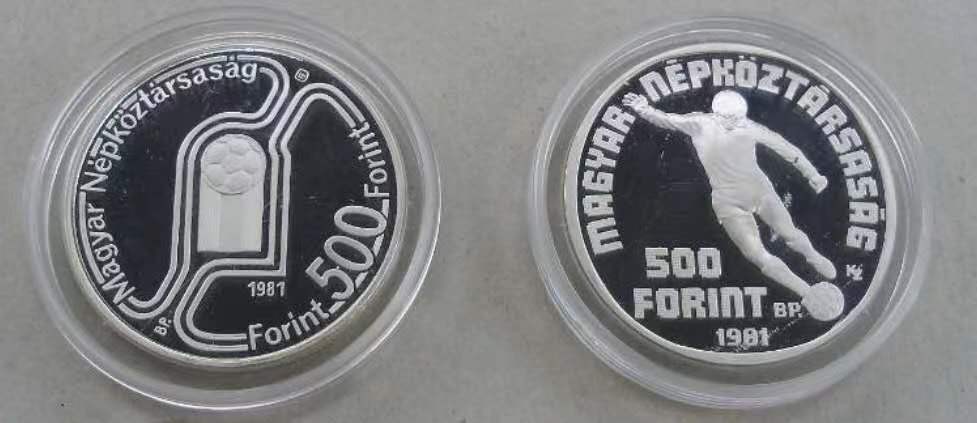 Magyar Népköztársaság
BP.
Forint 500 Forint
1981
MAGYAR NÉPKÖZTÁRSASÁG
500
FORINT BP.
1981